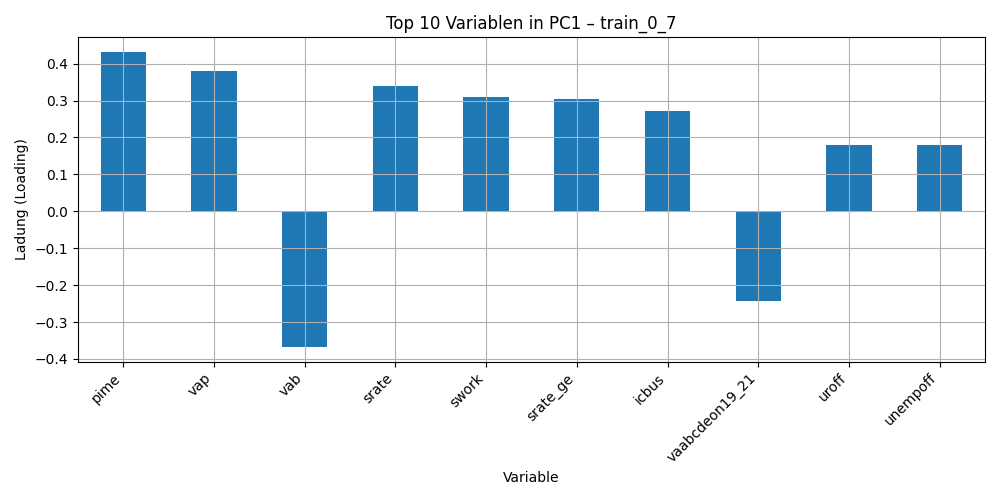 Top 10 Variablen in PC1 – train_0_7
Ladung (Loading)
0.4
0.3
0.2
0.1
0.0
−0.1
−0.2
−0.3
−0.4
pime
vap
vab
srate
swork
srate_ge
icbus
vaabcdeon19_21
uroff
unempoff
Variable